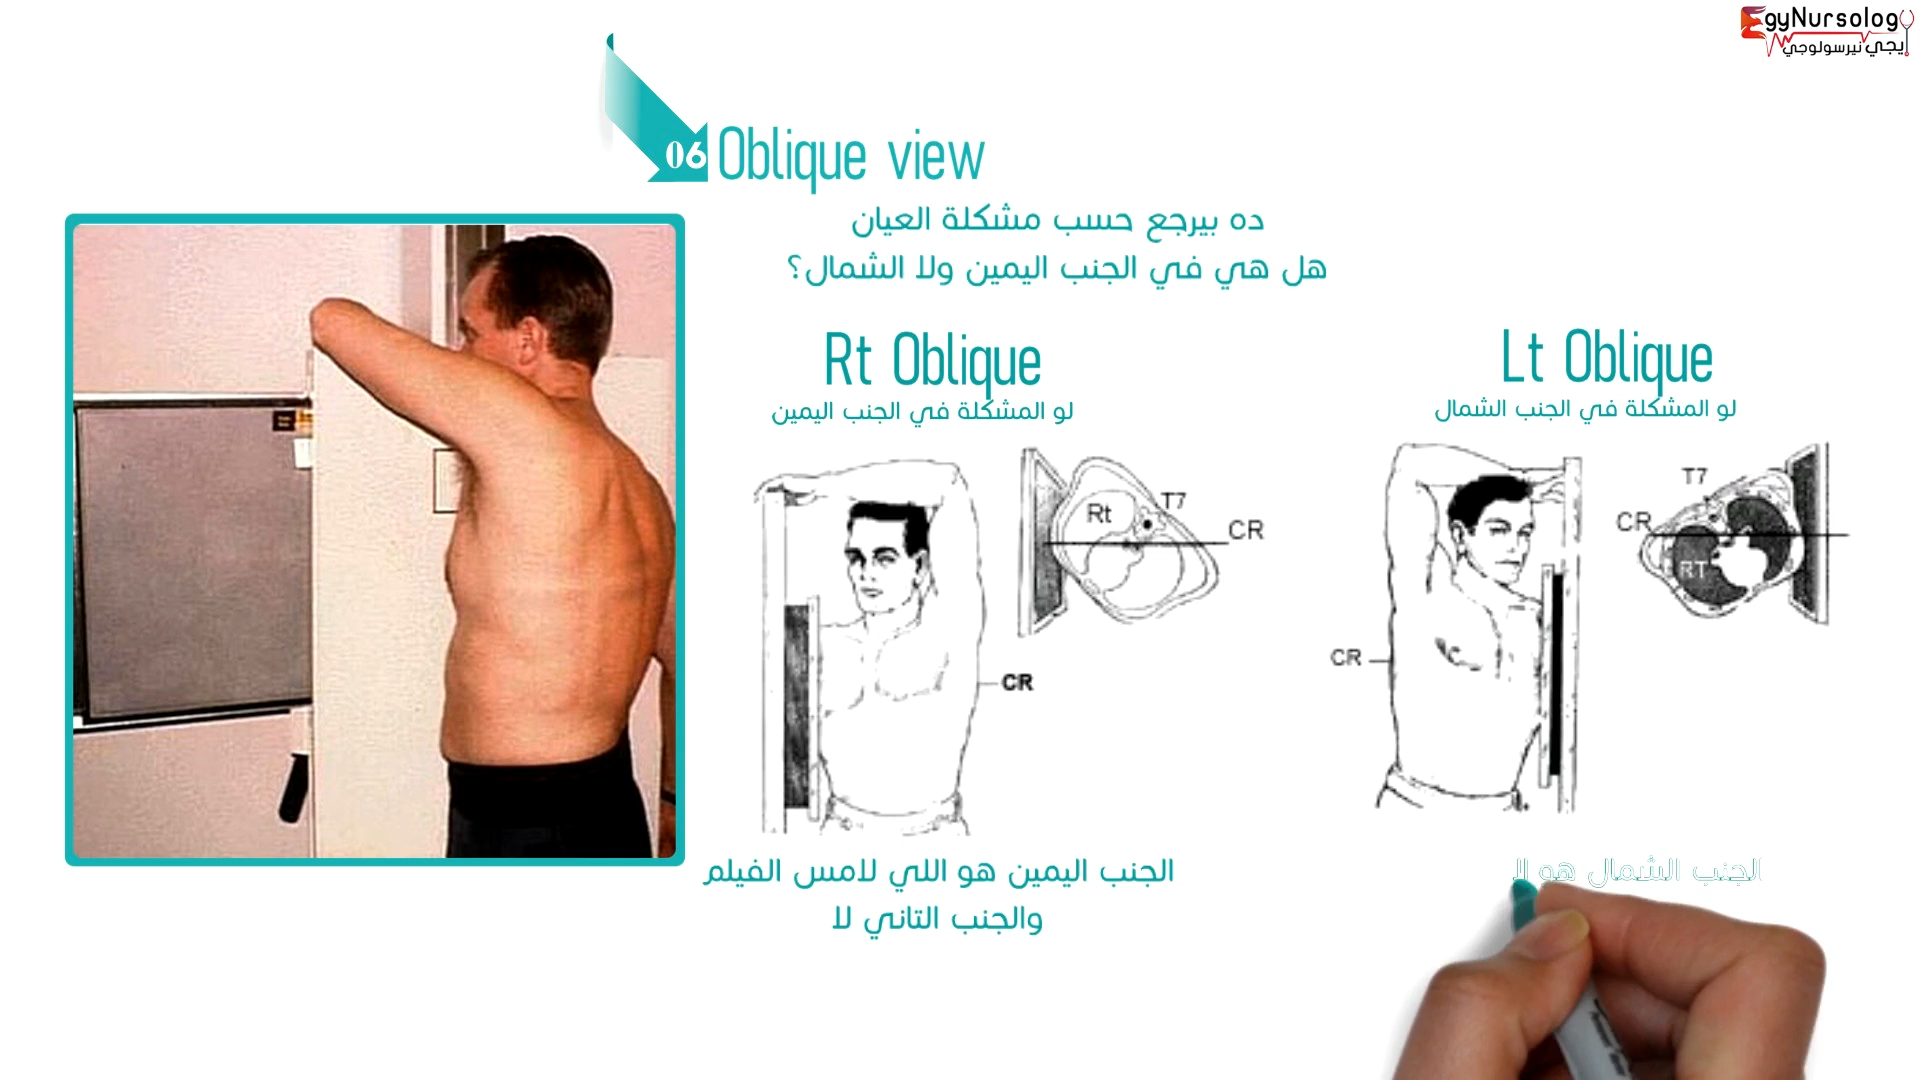 EgyNursology
إيجي نيرسولوجي
06 Oblique view
ده بيرجع حسب مشكلة العيان
هل هي في الجنب اليمين ولا الشمال؟
Rt Oblique
لو المشكلة في الجنب اليمين
Rt
T7
CR
CR
الجنب اليمين هو اللي لامس الفيلم
والجنب التاني لا
Lt Oblique
لو المشكلة في الجنب الشمال
T7
CR
RT
CR
الجنب الشمال هو ال